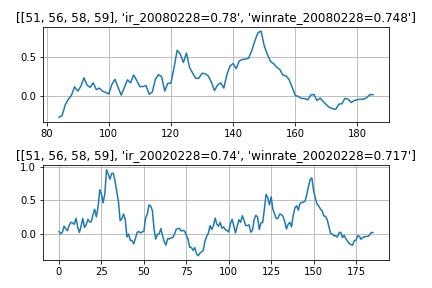 [[51, 56, 58, 59], 'ir_20080228=0.78', 'winrate_20080228=0.748']
0.5
0.0
80 100 120 140 160 180
[[51, 56, 58, 59], 'ir_20020228=0.74', 'winrate_20020228=0.717']
1.0
0.5
0.0
0 25 50 75 100 125 150 175